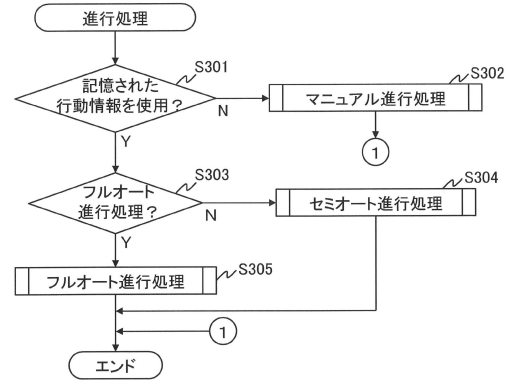 進行処理
S301
記憶された
行動情報を使用？
N
Y
S302
マニュアル進行処理
1
S303
フルオート
進行処理？
N
Y
S304
セミオート進行処理
フルオート進行処理
S305
1
エンド